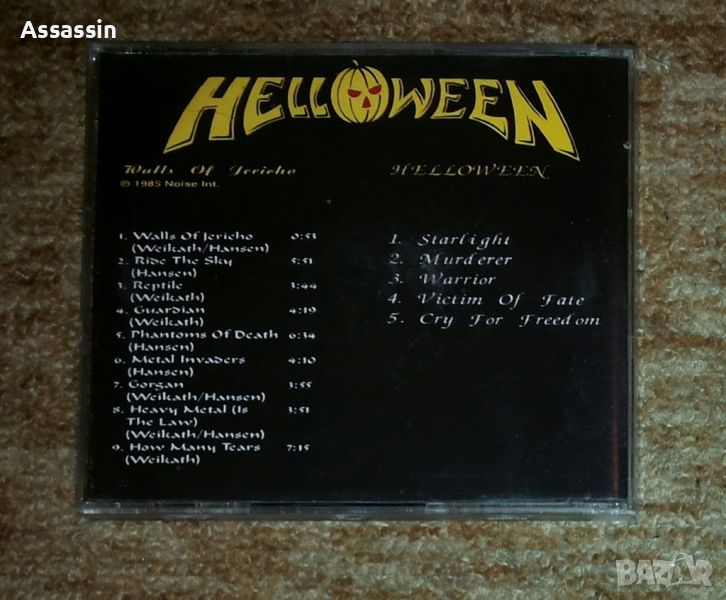 Assassin
HELLOWEEN
Walls Of Jericho
© 1985 Noise Int.
1. Walls Of Jericho 0:53
(Weikath/Hansen)
2. Ride The Sky 5:51
(Hansen)
3. Reptile 3:44
(Weikath)
4. Guardian 4:19
(Weikath)
5. Phantoms Of Death 6:34
(Hansen)
6. Metal Invaders 4:10
(Hansen)
7. Gorgan 3:55
(Weikath/Hansen)
8. Heavy Metal (Is 3:51
The Law)
(Weikath/Hansen)
9. How Many Tears 7:15
(Weikath)
HELLOWEEN
1. Starlight
2. Murderer
3. Warrior
4. Victim Of Fate
5. Cry For Freedom
BAZAR